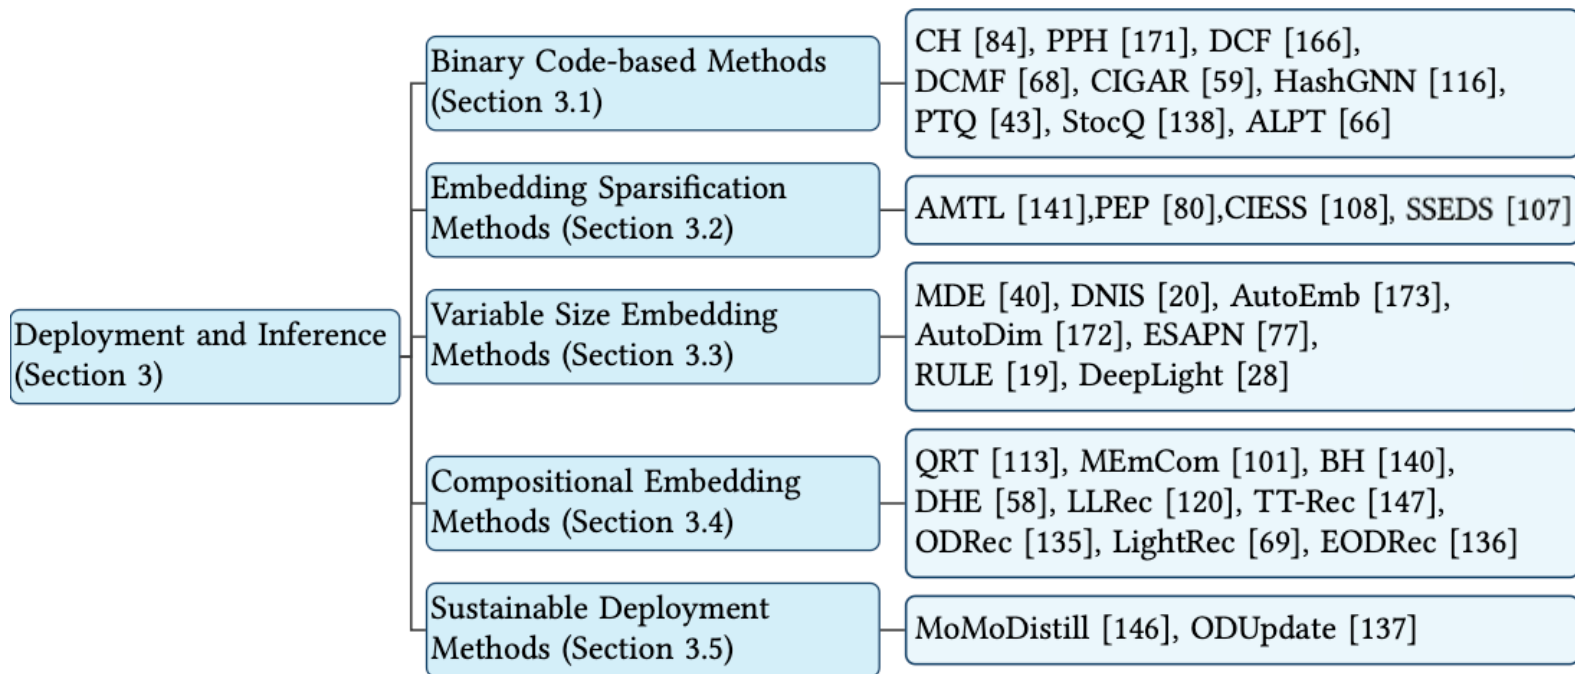 Deployment and Inference
(Section 3)
Binary Code-based Methods
(Section 3.1)
CH [84], PPH [171], DCF [166],
DCMF [68], CIGAR [59], HashGNN [116],
PTQ [43], StocQ [138], ALPT [66]
Embedding Sparsification
Methods (Section 3.2)
AMTL [141],PEP [80],CIESS [108], SSEDS [107]
Variable Size Embedding
Methods (Section 3.3)
MDE [40], DNIS [20], AutoEmb [173],
AutoDim [172], ESAPN [77],
RULE [19], DeepLight [28]
Compositional Embedding
Methods (Section 3.4)
QRT [113], MEmCom [101], BH [140],
DHE [58], LLRec [120], TT-Rec [147],
ODRec [135], LightRec [69], EODRec [136]
Sustainable Deployment
Methods (Section 3.5)
MoMoDistill [146], ODUpdate [137]